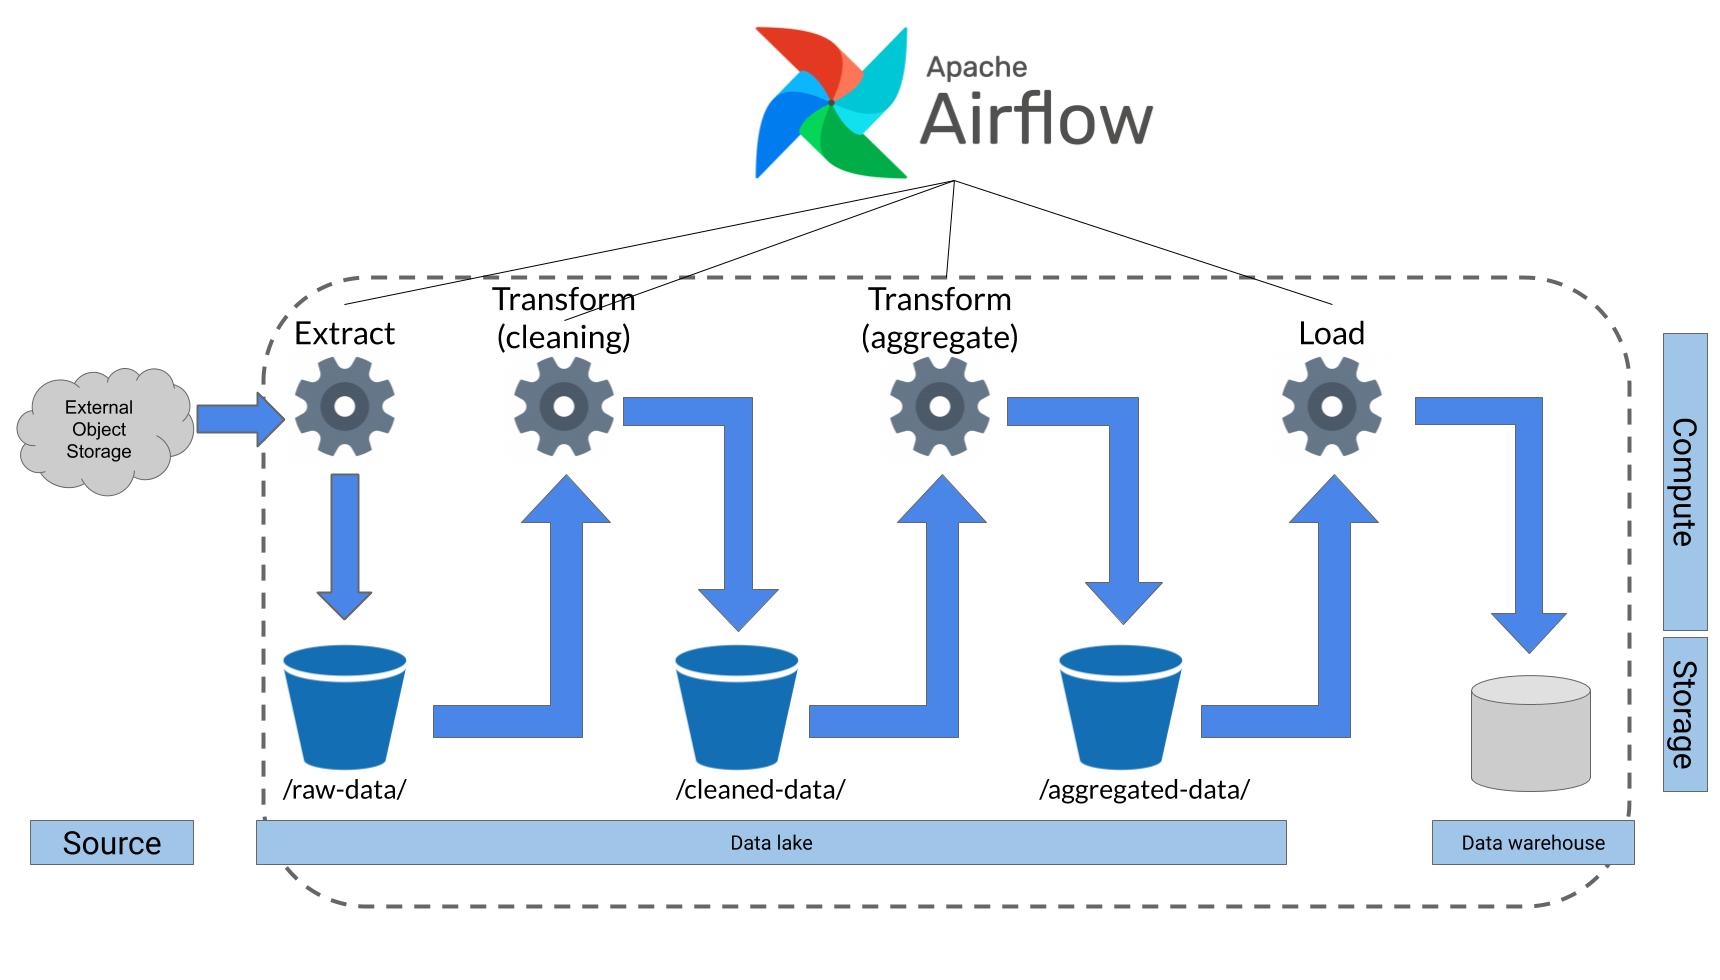 Apache
Airflow
Extract
Transform
(cleaning)
Transform
(aggregate)
Load
External
Object
Storage
Compute
Storage
/raw-data/
/cleaned-data/
/aggregated-data/
Source
Data lake
Data warehouse